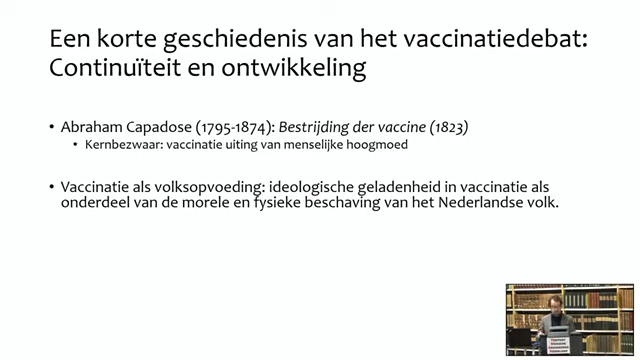 Een korte geschiedenis van het vaccinatiedebat:
Continuïteit en ontwikkeling
• Abraham Capadose (1795-1874): Bestrijding der vaccine (1823)
• Kernbezwaar: vaccinatie uiting van menselijke hoogmoed
• Vaccinatie als volksopvoeding: ideologische geladenheid in vaccinatie als
onderdeel van de morele en fysieke beschaving van het Nederlandse volk.